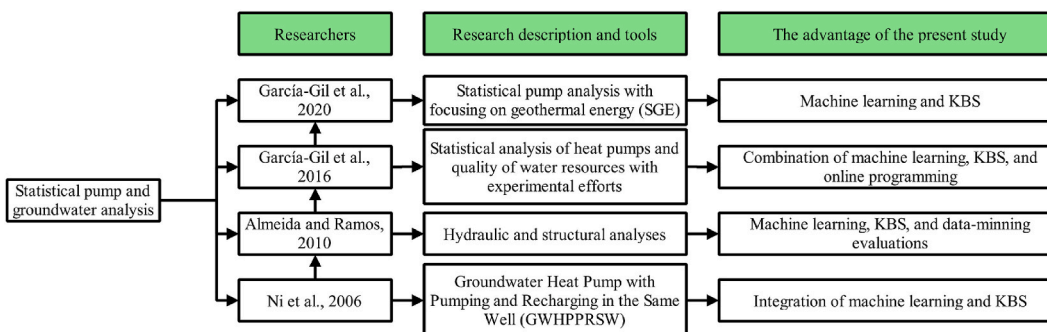 Researchers
Research description and tools
The advantage of the present study
Statistical pump and
groundwater analysis
García-Gil et al.,
2020
Statistical pump analysis with
focusing on geothermal energy (SGE)
Machine learning and KBS
García-Gil et al.,
2016
Statistical analysis of heat pumps and
quality of water resources with
experimental efforts
Combination of machine learning, KBS, and
online programming
Almeida and Ramos,
2010
Hydraulic and structural analyses
Machine learning, KBS, and data-minning
evaluations
Ni et al., 2006
Groundwater Heat Pump with
Pumping and Recharging in the Same
Well (GWHPPRSW)
Integration of machine learning and KBS